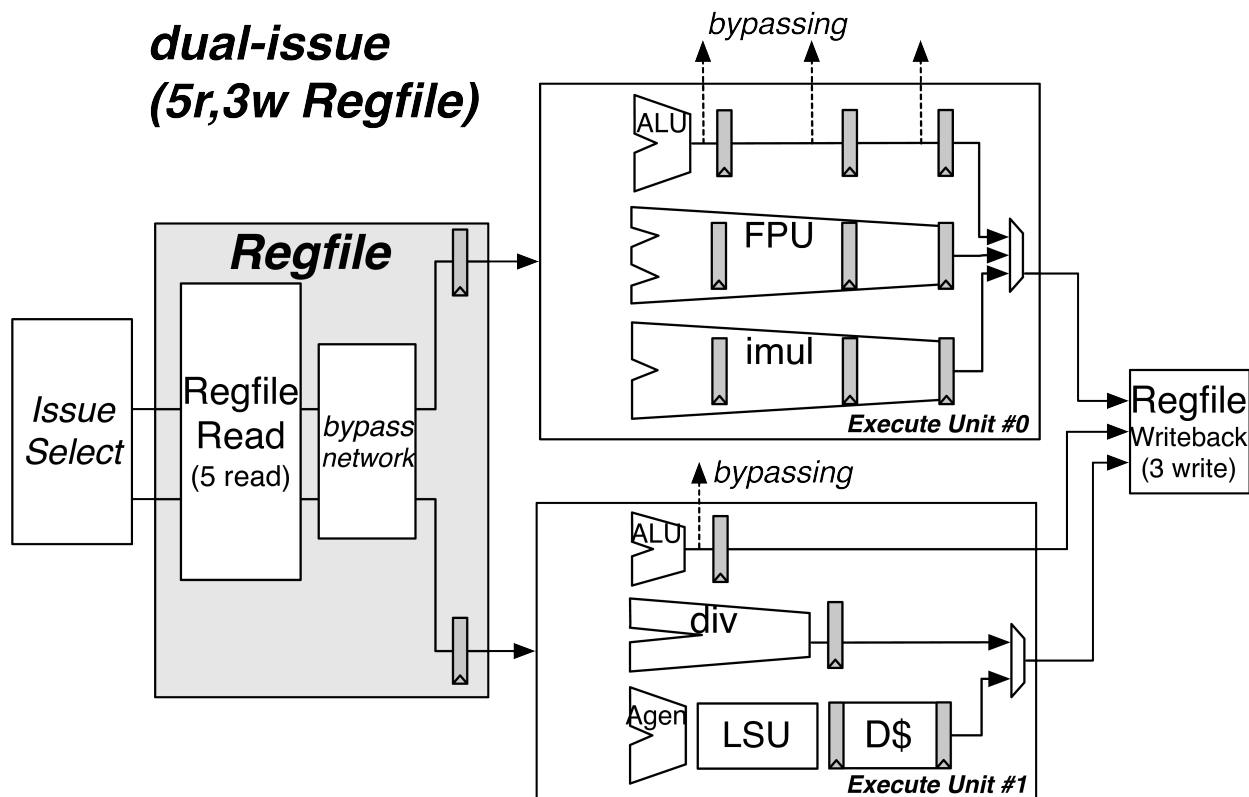 dual-issue
(5r,3w Regfile)
bypassing
ALU
FPU
imul
Execute Unit #0
Regfile
Issue
Select
Regfile
Read
(5 read)
bypass
network
Regfile
Writeback
(3 write)
bypassing
ALU
div
Agen
LSU
D$
Execute Unit #1